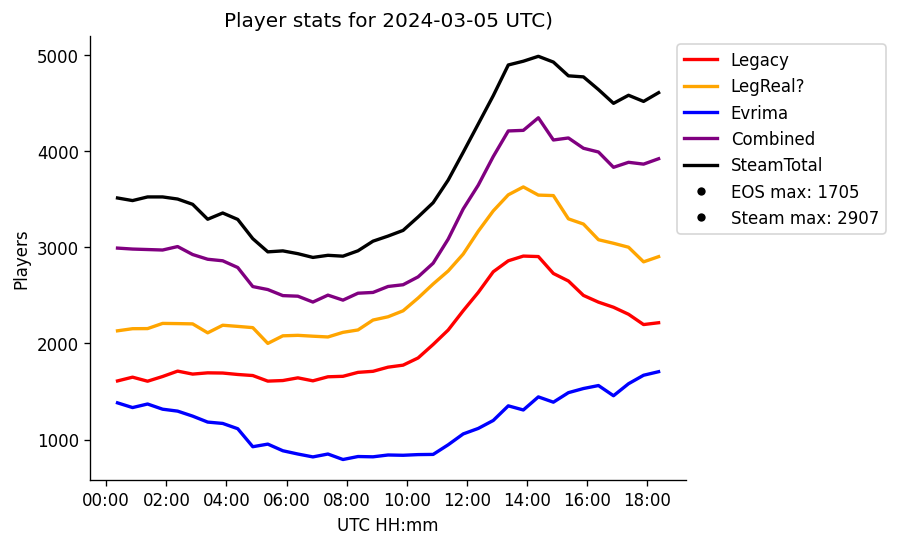 Player stats for 2024-03-05 UTC)
5000
4000
3000
2000
1000
Players
00:00 02:00 04:00 06:00 08:00 10:00 12:00 14:00 16:00 18:00
UTC HH:mm
Legacy
LegReal?
Evrima
Combined
SteamTotal
EOS max: 1705
Steam max: 2907